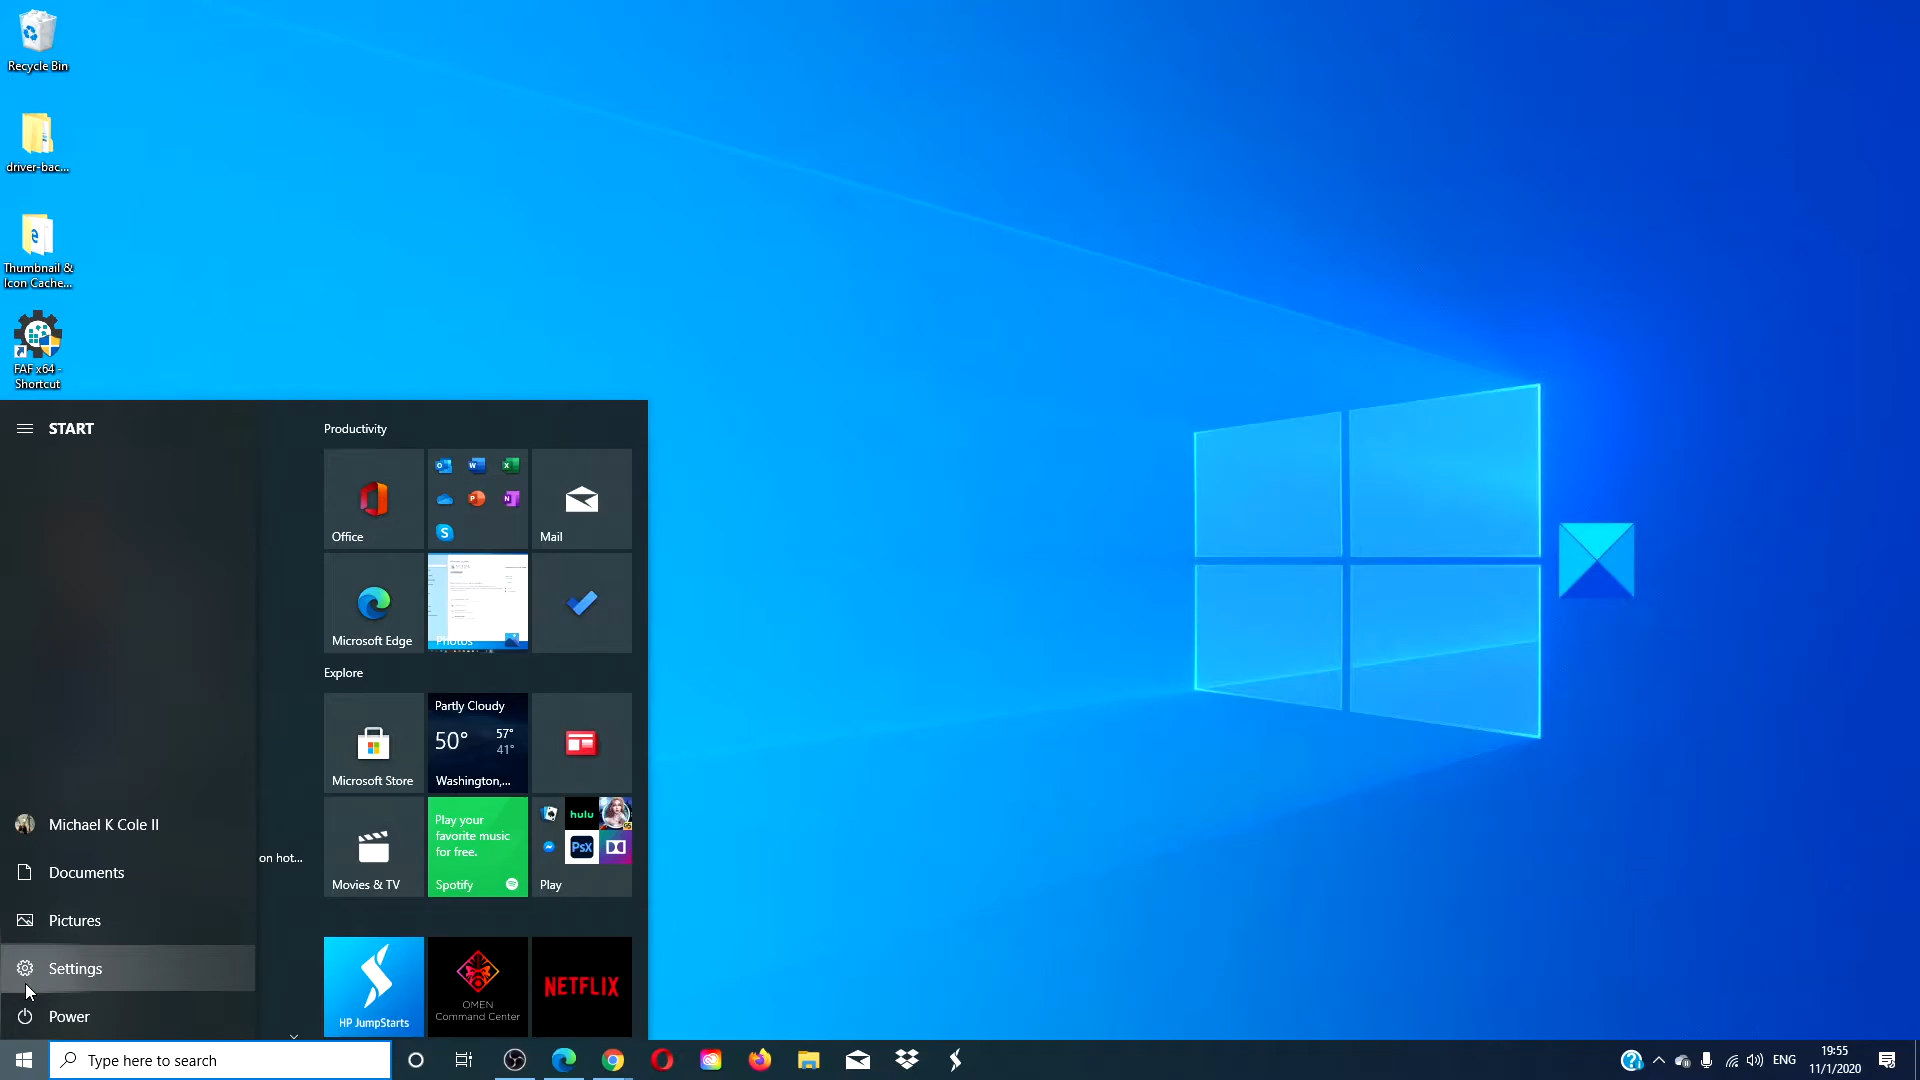 Recycle Bin
driver-bac...
Thumbnail &
Icon Cache...
FAF x64 -
Shortcut
START
Michael K Cole II
Documents
Pictures
Settings
Power
on hot...
Productivity
Office
Mail
Microsoft Edge
Photos
Explore
Microsoft Store
Partly Cloudy
50° 57°
41°
Washington,...
Movies & TV
Play your
favorite music
for free.
Spotify
hulu
PsX
Play
HP JumpStarts
OMEN
Command Center
NETFLIX
Type here to search
ENG
19:55
11/1/2020